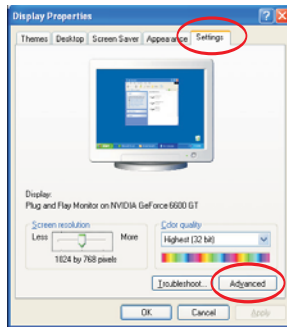 Display Properties
Themes Desktop Screen Saver Appearance Settings
Display:
Plug and Play Monitor on NVIDIA GeForce 6600 GT
Screen resolution
Less More
1024 by 768 pixels
Color quality
Highest (32 bit)
Troubleshoot... Advanced
OK Cancel Apply